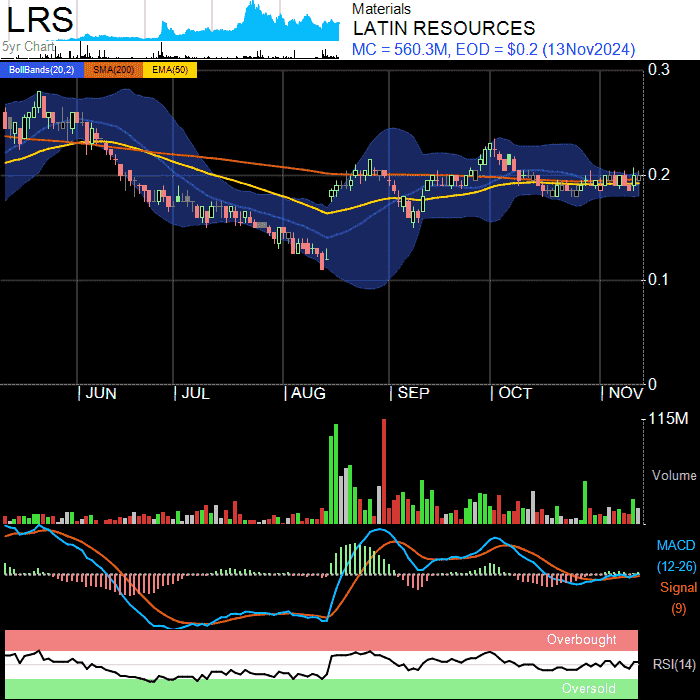 LRS
5yr Chart
Materials
LATIN RESOURCES
MC = 560.3M, EOD = $0.2 (13Nov2024)
BollBands(20,2) SMA(200) EMA(50)
0.3
0.2
0.1
0
JUN JUL AUG SEP OCT NOV
115M
Volume
MACD
(12-26)
Signal
(9)
Overbought
RSI(14)
Oversold